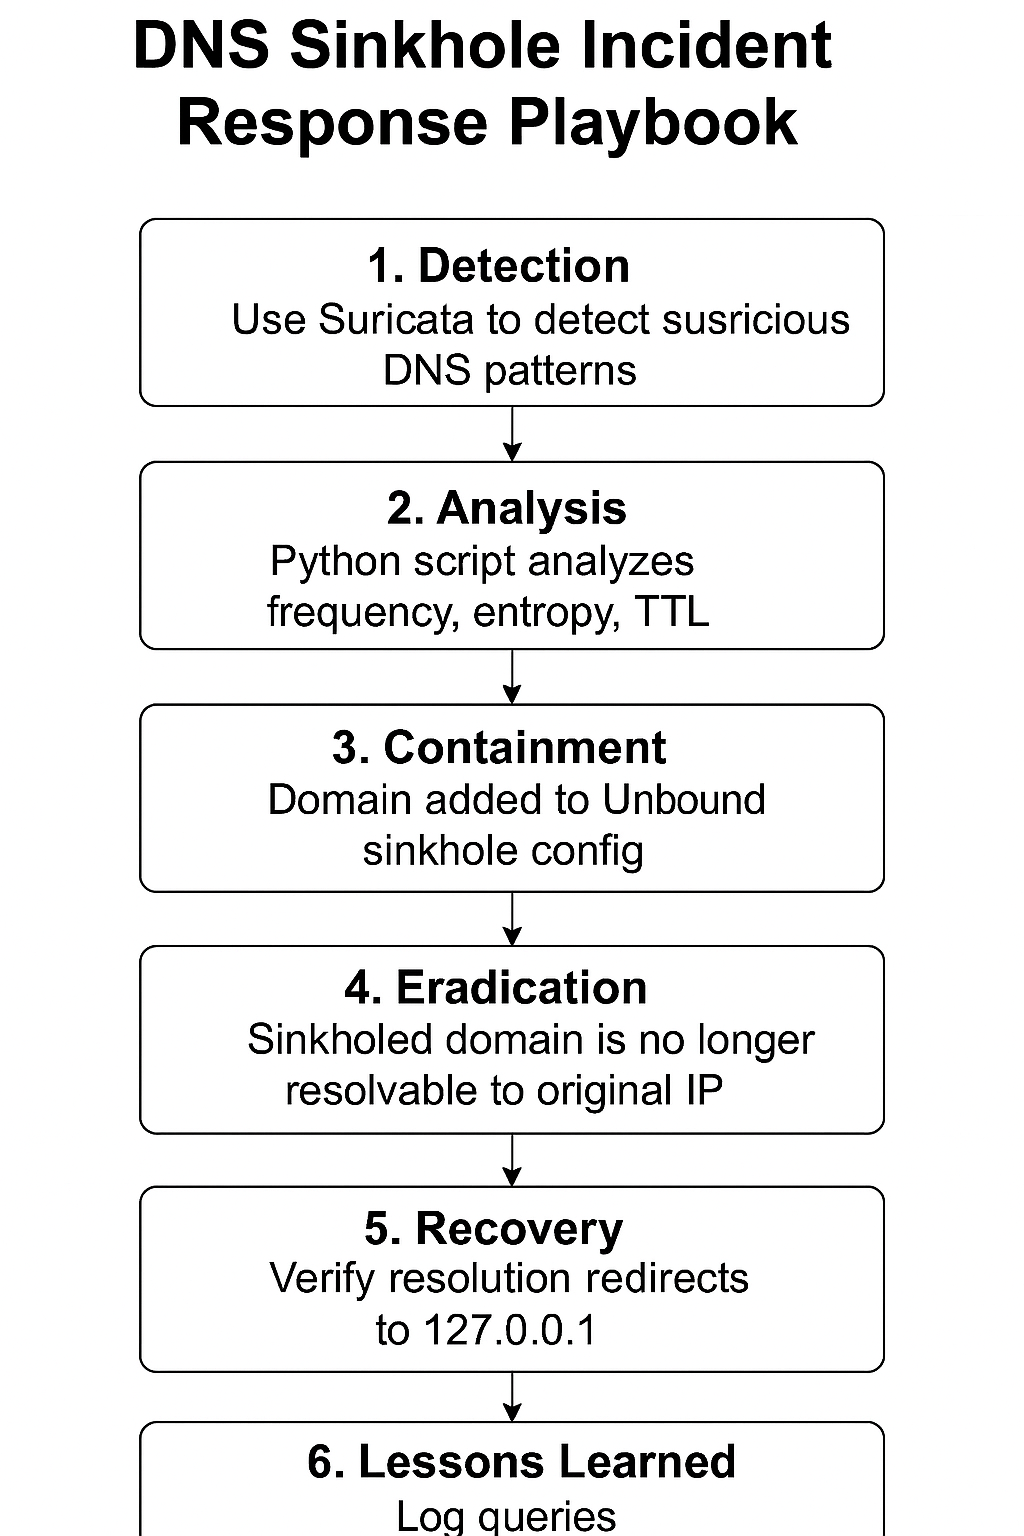 DNS Sinkhole Incident
Response Playbook
1. Detection
Use Suricata to detect susricious
DNS patterns
2. Analysis
Python script analyzes
frequency, entropy, TTL
3. Containment
Domain added to Unbound
sinkhole config
4. Eradication
Sinkholed domain is no longer
resolvable to original IP
5. Recovery
Verify resolution redirects
to 127.0.0.1
6. Lessons Learned
Log queries